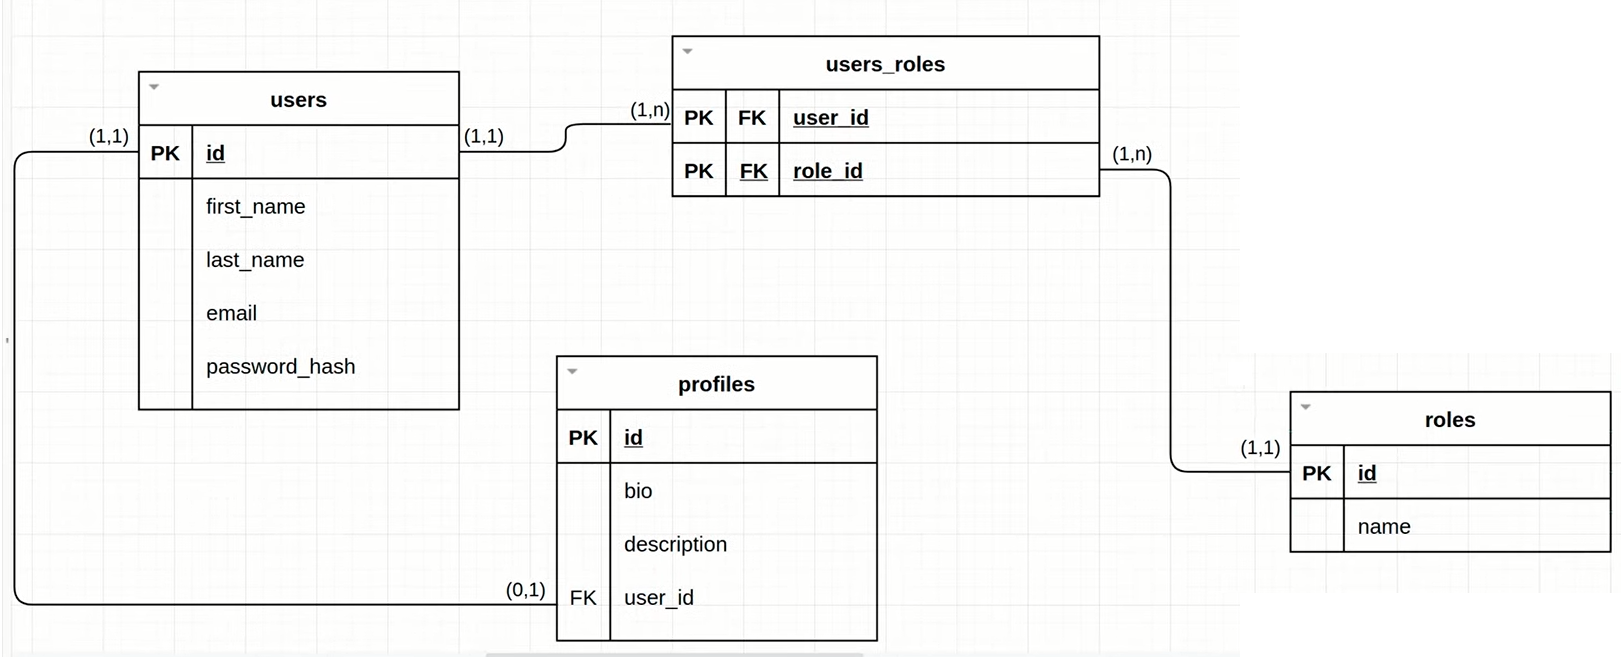 users
(1,1)
PK id
(1,1)
first_name
last_name
email
password_hash
users_roles
(1,n)
PK FK user_id
PK FK role_id
(1,n)
profiles
PK id
bio
description
(0,1)
FK user_id
roles
(1,1)
PK id
name